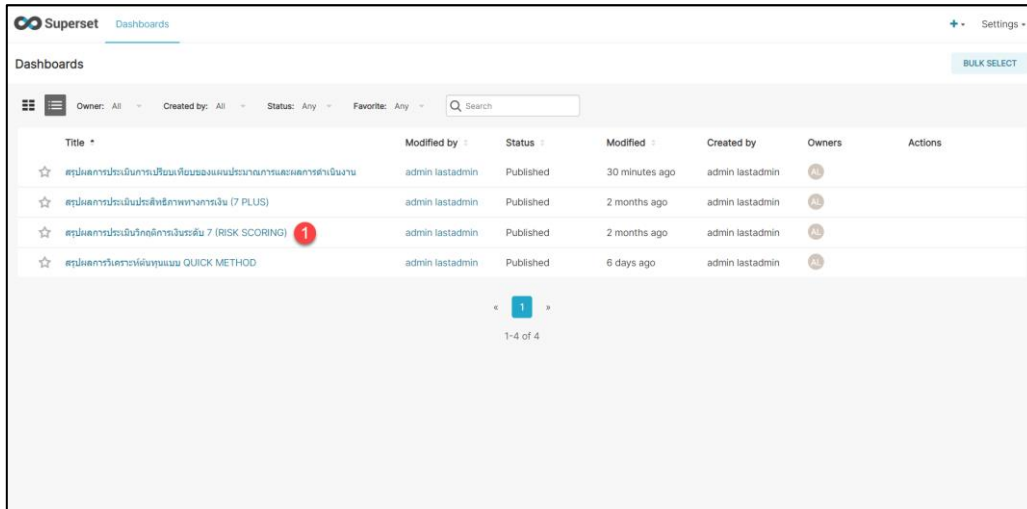 Superset Dashboards + Settings
Dashboards BULK SELECT
Owner: All Created by: All Status: Any Favorite: Any Search
Title Modified by Status Modified Created by Owners Actions
สรุปผลการประเมินการเปรียบเทียบของแผนประมาณการและผลการดำเนินงาน admin lastadmin Published 30 minutes ago admin lastadmin AL
สรุปผลการประเมินประสิทธิภาพทางการเงิน (7 PLUS) admin lastadmin Published 2 months ago admin lastadmin AL
สรุปผลการประเมินวิกฤติการเงินระดับ 7 (RISK SCORING) 1 admin lastadmin Published 2 months ago admin lastadmin AL
สรุปผลการวิเคราะห์ต้นทุนแบบ QUICK METHOD admin lastadmin Published 6 days ago admin lastadmin AL
« 1 »
1-4 of 4